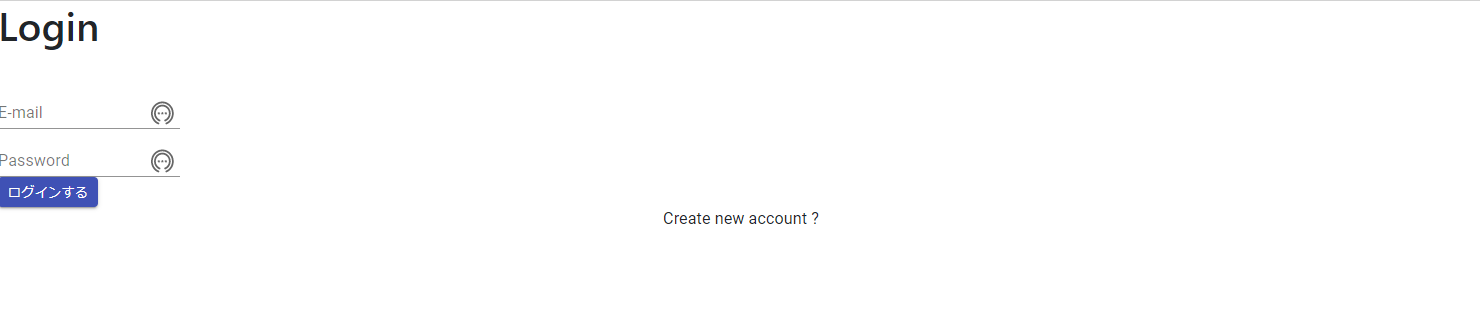 Login
E-mail
Password
ログインする
Create new account ?